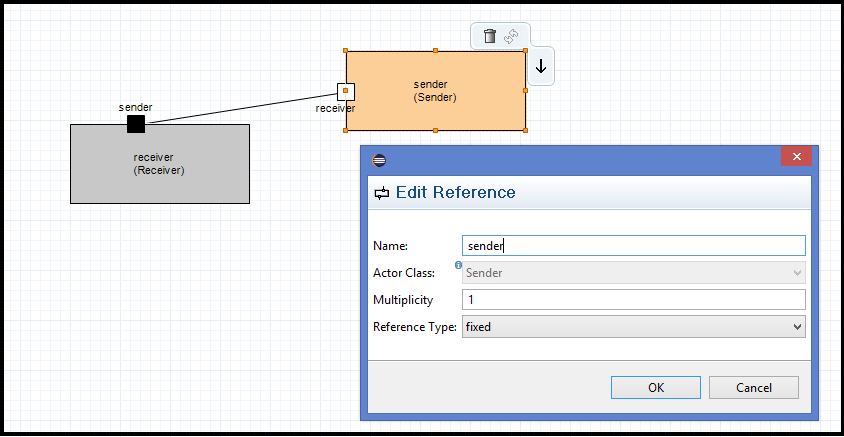 sender
(Sender)
sender
receiver
receiver
(Receiver)
Edit Reference
Name:
sender
Actor Class:
Sender
Multiplicity
1
Reference Type:
fixed
OK
Cancel